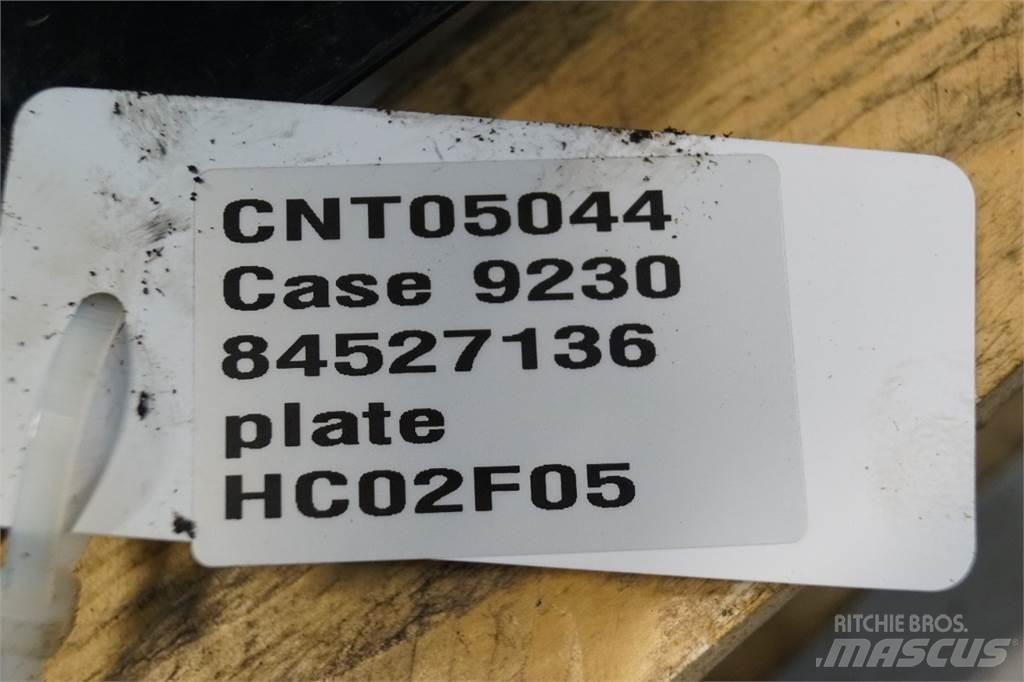 CNT05044
Case 9230
84527136
plate
HC02F05
RITCHIE BROS.
MASCUS